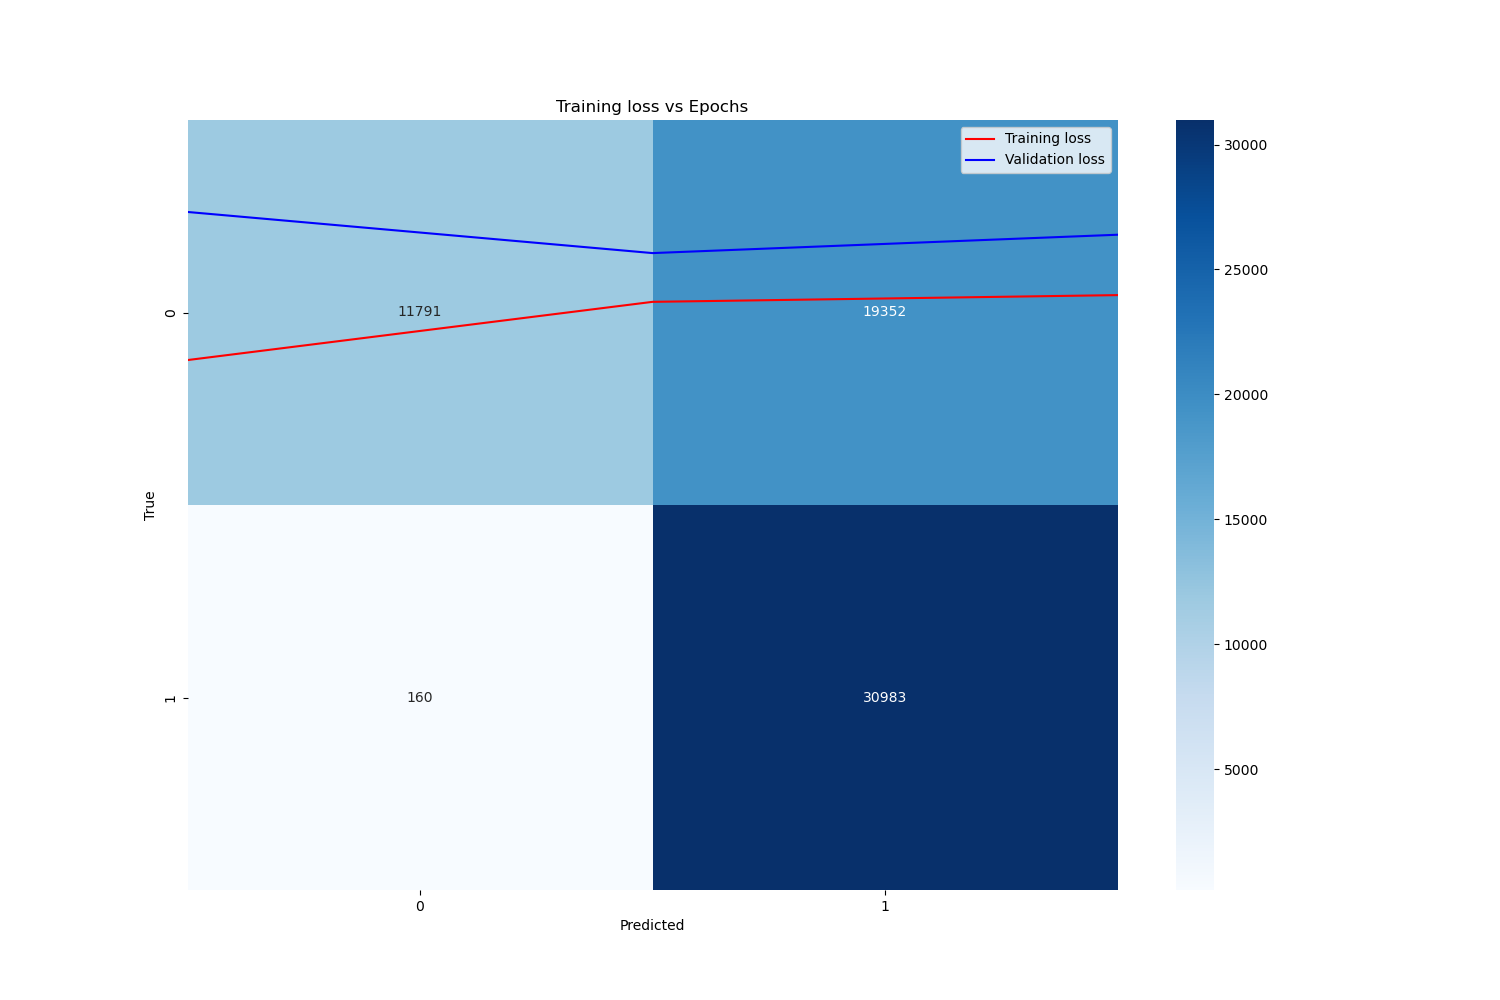 Training loss vs Epochs
Training loss
Validation loss
30000
25000
20000
15000
10000
5000
0
11791
19352
True
1
160
30983
0
1
Predicted